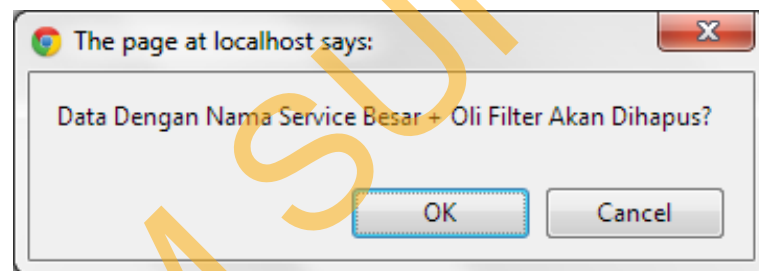 The page at localhost says:
Data Dengan Nama Service Besar + Oli Filter Akan Dihapus?
OK
Cancel